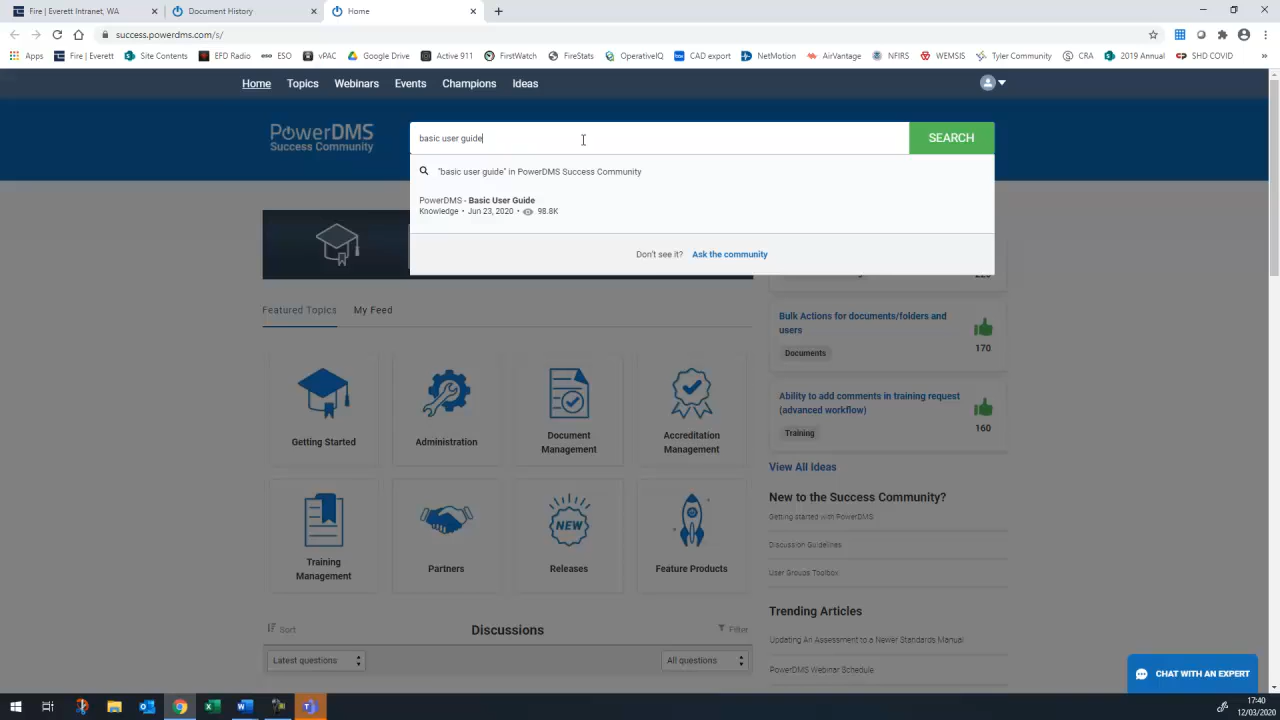 Fire | Everett Intranet, WA
Document History
Home
success.powerdms.com/s/
Apps
Fire | Everett
Site Contents
EFD Radio
ESO
vPAC
Google Drive
Active 911
FirstWatch
FireStats
OperativeIQ
CAD export
NetMotion
AirVantage
NFIRS
WEMSIS
Tyler Community
CRA
2019 Annual
SHD COVID
Home
Topics
Webinars
Events
Champions
Ideas
PowerDMS
Success Community
basic user guide
SEARCH
"basic user guide" in PowerDMS Success Community
PowerDMS - Basic User Guide
Knowledge • Jun 23, 2020 • 98.8K
Don't see it? Ask the community
Featured Topics
My Feed
Bulk Actions for documents/folders and
users
Documents
170
Ability to add comments in training request
(advanced workflow)
Training
160
Getting Started
Administration
Document
Management
Accreditation
Management
View All Ideas
New to the Success Community?
Getting started with PowerDMS
Discussion Guidelines
User Groups Toolbox
NEW
Training
Management
Partners
Releases
Feature Products
Trending Articles
Updating An Assessment to a Newer Standards Manual
PowerDMS Webinar Schedule
Sort
Discussions
Filter
Latest questions
All questions
CHAT WITH AN EXPERT
17:40
12/03/2020